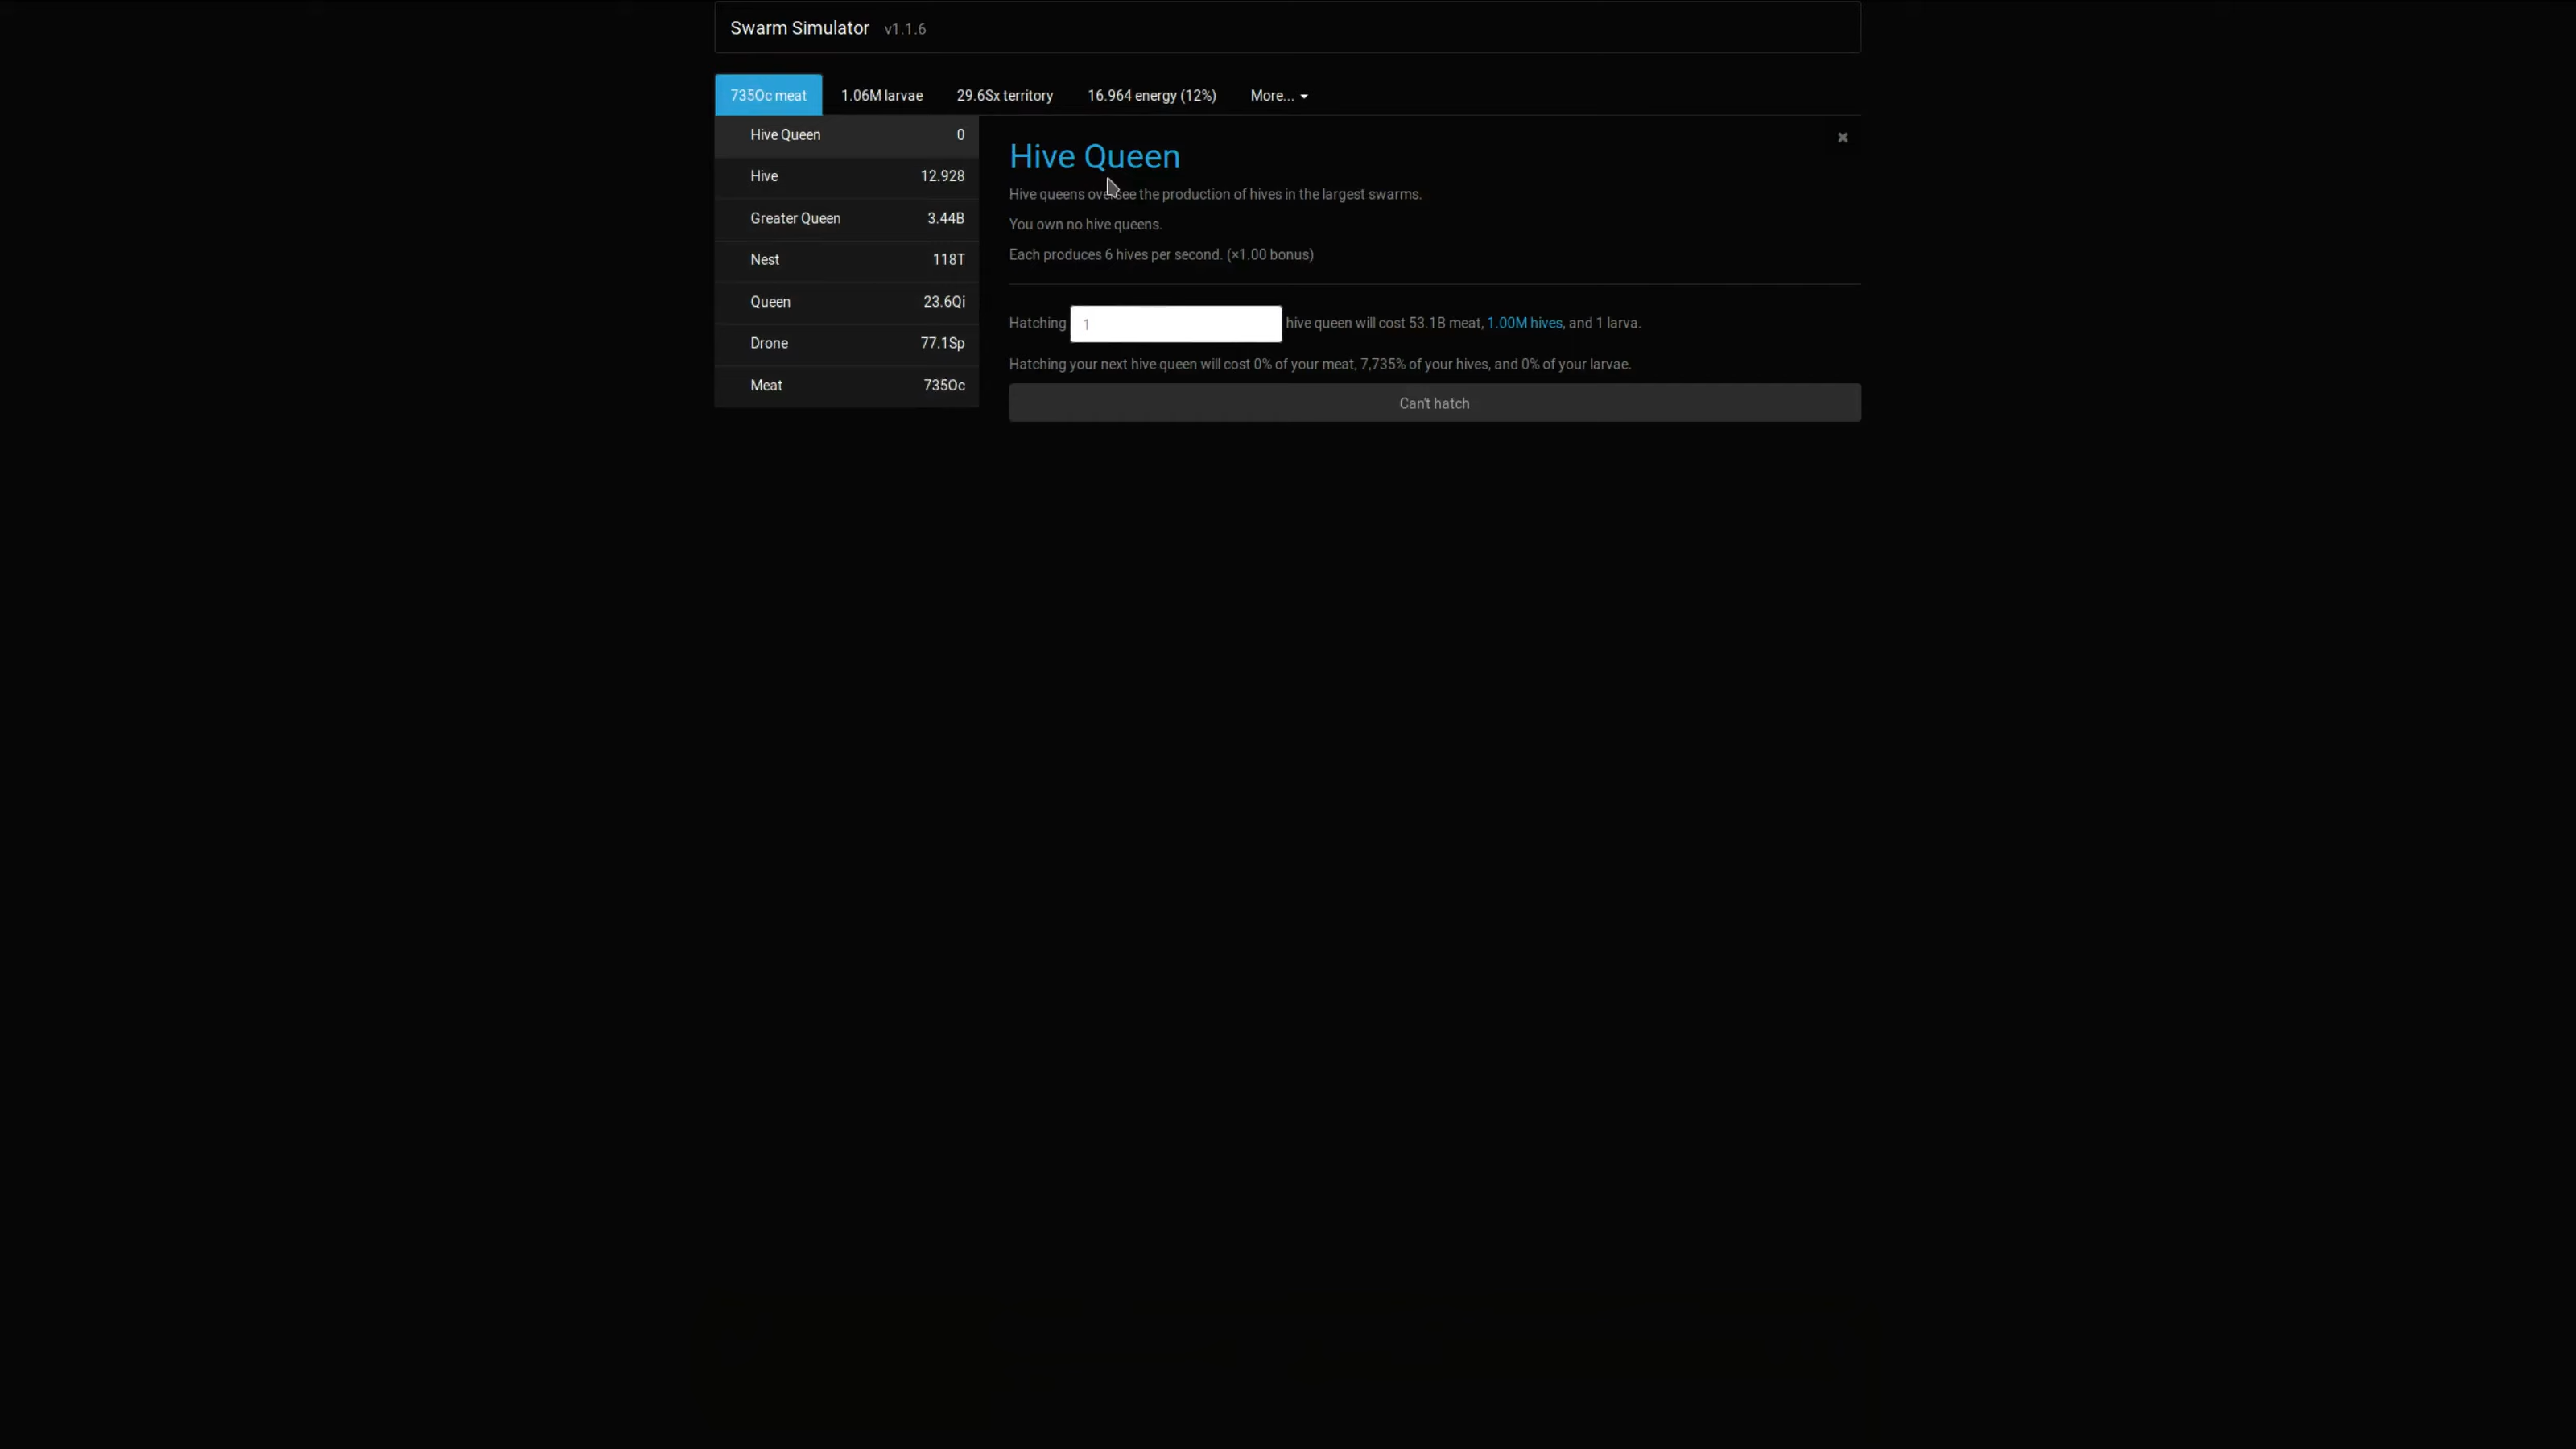 Swarm Simulator v1.1.6
735Oc meat 1.06M larvae 29.6Sx territory 16.964 energy (12%) More...
Hive Queen 0
Hive 12.928
Greater Queen 3.44B
Nest 118T
Queen 23.6Qi
Drone 77.1Sp
Meat 735Oc
Hive Queen
Hive queens oversee the production of hives in the largest swarms.
You own no hive queens.
Each produces 6 hives per second. (×1.00 bonus)
Hatching 1 hive queen will cost 53.1B meat, 1.00M hives, and 1 larva.
Hatching your next hive queen will cost 0% of your meat, 7,735% of your hives, and 0% of your larvae.
Can't hatch